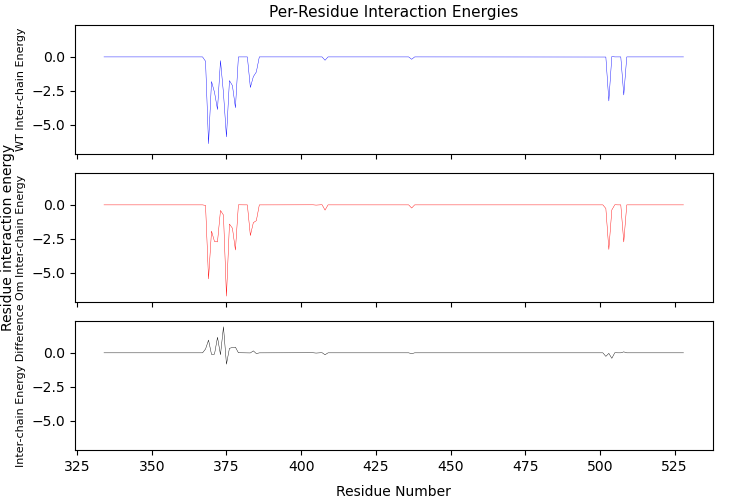 Per-Residue Interaction Energies
WT Inter-chain Energy
0.0
−2.5
−5.0
Residue interaction energy
Om Inter-chain Energy
0.0
−2.5
−5.0
Inter-chain Energy Difference
0.0
−2.5
−5.0
325 350 375 400 425 450 475 500 525
Residue Number